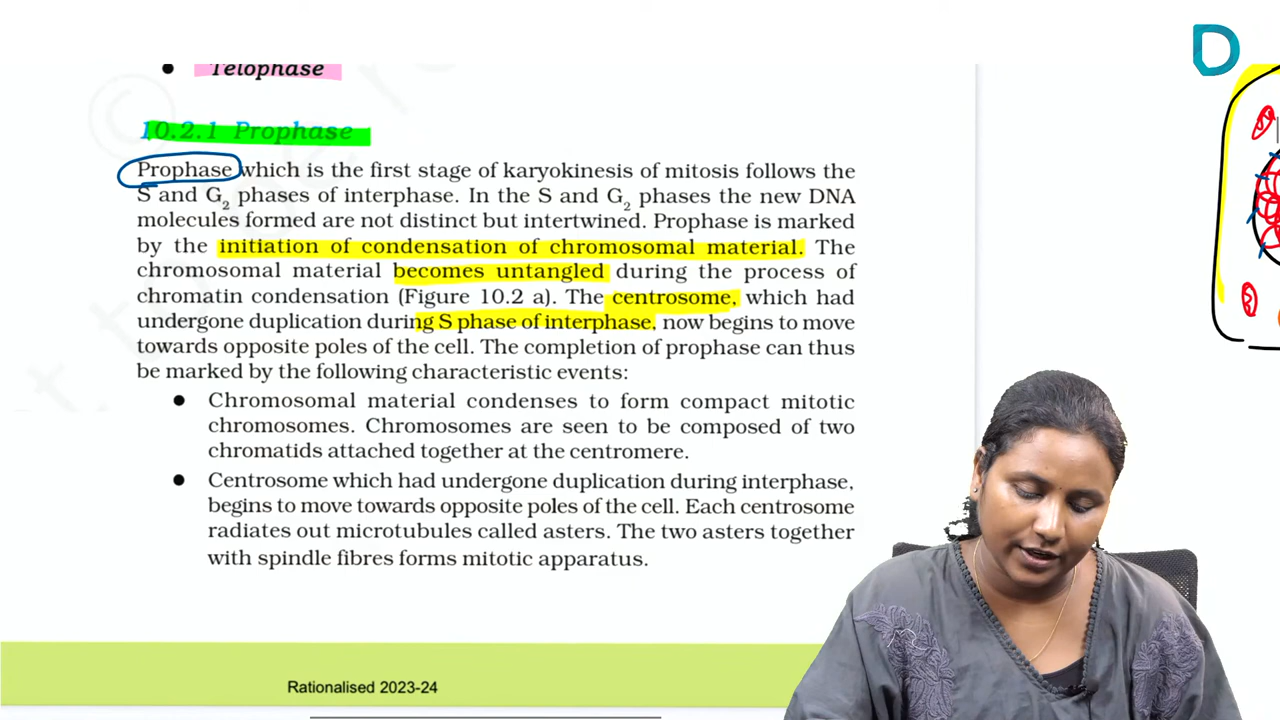 D
Telophase
10.2.1 Prophase
Prophase which is the first stage of karyokinesis of mitosis follows the
S and G2 phases of interphase. In the S and G2 phases the new DNA
molecules formed are not distinct but intertwined. Prophase is marked
by the initiation of condensation of chromosomal material. The
chromosomal material becomes untangled during the process of
chromatin condensation (Figure 10.2 a). The centrosome, which had
undergone duplication during S phase of interphase, now begins to move
towards opposite poles of the cell. The completion of prophase can thus
be marked by the following characteristic events:
● Chromosomal material condenses to form compact mitotic
chromosomes. Chromosomes are seen to be composed of two
chromatids attached together at the centromere.
● Centrosome which had undergone duplication during interphase,
begins to move towards opposite poles of the cell. Each centrosome
radiates out microtubules called asters. The two asters together
with spindle fibres forms mitotic apparatus.
Rationalised 2023-24